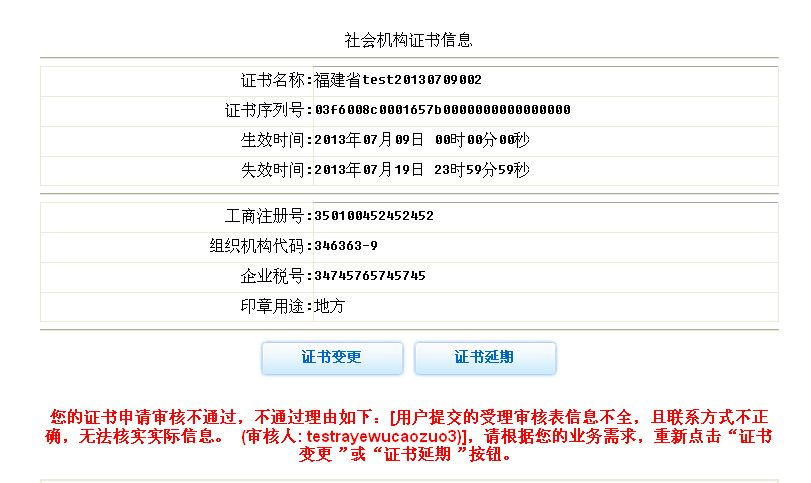 社会机构证书信息
证书名称:福建省test20130709002
证书序列号:03f6008c0001657b0000000000000000
生效时间:2013年07月09日 00时00分00秒
失效时间:2013年07月19日 23时59分59秒
工商注册号:350100452452452
组织机构代码:346363-9
企业税号:34745765745745
印章用途:地方
证书变更 证书延期
您的证书申请审核不通过，不通过理由如下：[用户提交的受理审核表信息不全，且联系方式不正
确，无法核实实际信息。 (审核人: testrayewucaozuo3)]，请根据您的业务需求，重新点击“证书
变更 ”或“证书延期 ”按钮。